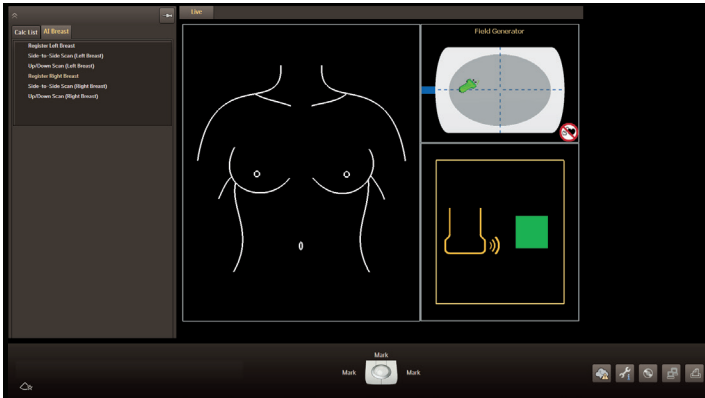 Live
Calc List
AI Breast
Register Left Breast
Side-to-Side Scan (Left Breast)
Up/Down Scan (Left Breast)
Register Right Breast
Side-to-Side Scan (Right Breast)
Up/Down Scan (Right Breast)
Field Generator
Mark
Mark
Mark